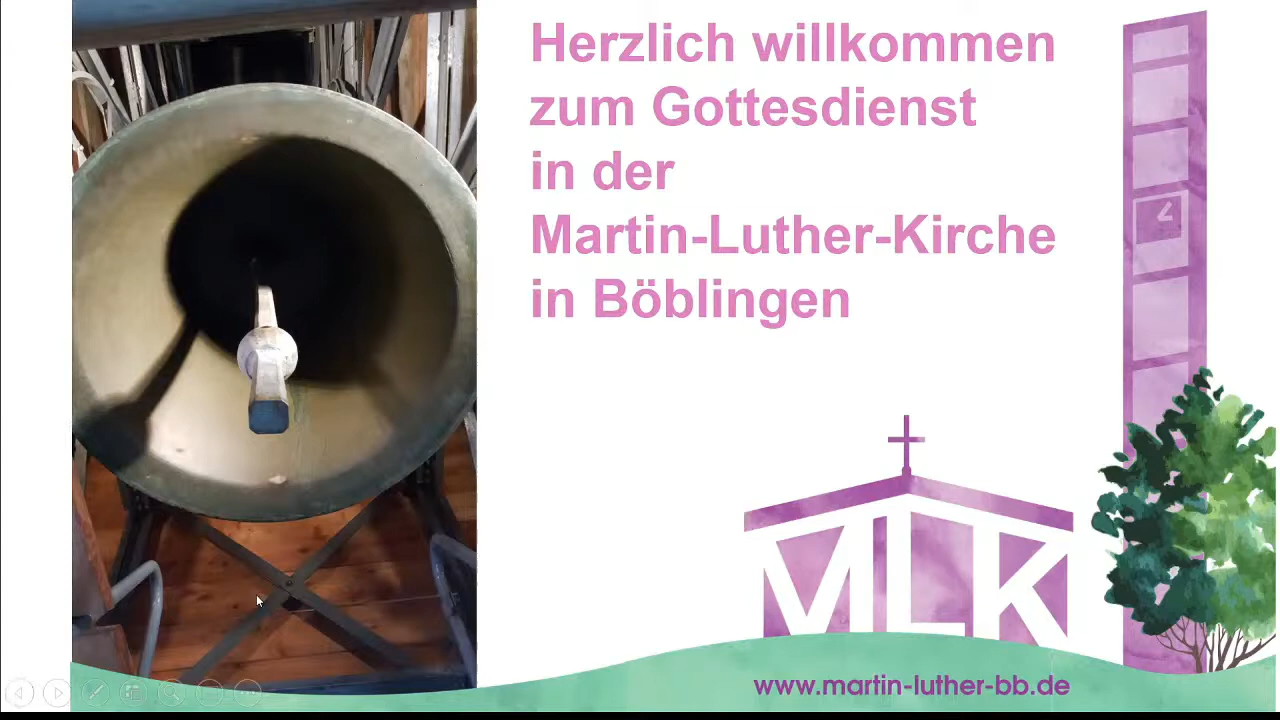 Herzlich willkommen
zum Gottesdienst
in der
Martin-Luther-Kirche
in Böblingen
MLK
www.martin-luther-bb.de